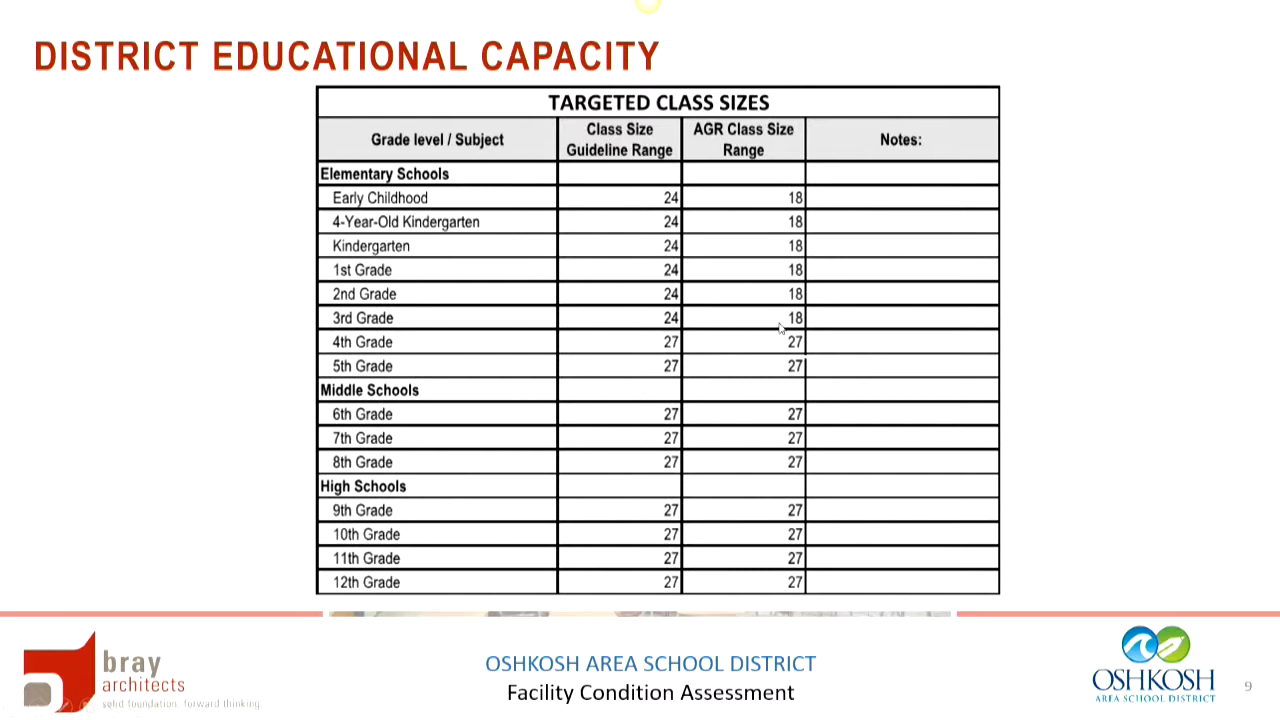 DISTRICT EDUCATIONAL CAPACITY
TARGETED CLASS SIZES
Grade level / Subject Class Size Guideline Range AGR Class Size Range Notes:
Elementary Schools
Early Childhood 24 18
4-Year-Old Kindergarten 24 18
Kindergarten 24 18
1st Grade 24 18
2nd Grade 24 18
3rd Grade 24 18
4th Grade 27 27
5th Grade 27 27
Middle Schools
6th Grade 27 27
7th Grade 27 27
8th Grade 27 27
High Schools
9th Grade 27 27
10th Grade 27 27
11th Grade 27 27
12th Grade 27 27
bray
architects
solid foundation. forward thinking.
OSHKOSH AREA SCHOOL DISTRICT
Facility Condition Assessment
OSHKOSH
AREA SCHOOL DISTRICT
9